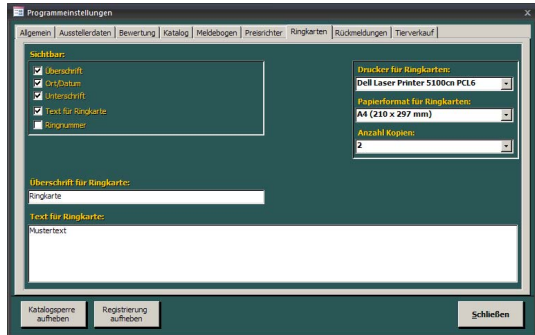 Programmeinstellungen x
Allgemein Ausstellerdaten Bewertung Katalog Meldebogen Preisrichter Ringkarten Rückmeldungen Tierverkauf
Sichtbar:
Überschrift
Ort/Datum
Unterschrift
Text für Ringkarte
Ringnummer
Drucker für Ringkarten:
Dell Laser Printer 5100cn PCL6
Papierformat für Ringkarten:
A4 (210 x 297 mm)
Anzahl Kopien:
2
Überschrift für Ringkarte:
Ringkarte
Text für Ringkarte:
Mustertext
Katalogsperre
aufheben
Registrierung
aufheben
Schließen